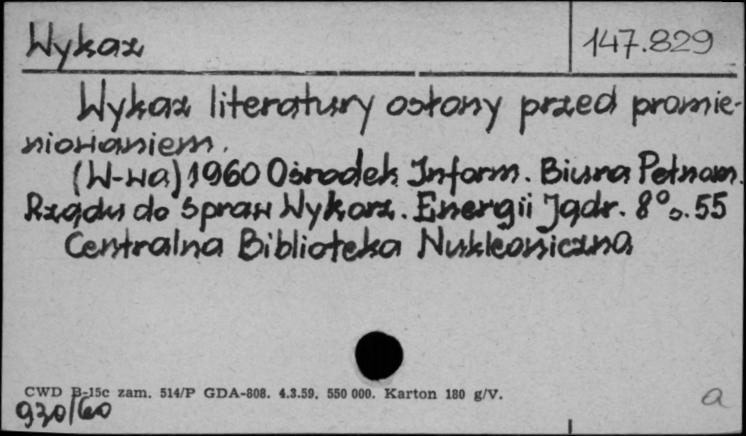 Wykaz
147.829
Wykaz literatury osłony przed promie-
niowaniem.
(W-wa) 1960 Ośrodek Inform. Biura Pełnom.
Rządu do Spraw Wykorz. Energii Jądr. 8° s. 55
Centralna Biblioteka Nukleoniczna
CWD B-15c zam. 514/P GDA-808. 4.3.59. 550 000. Karton 180 g/V.
930/60
a